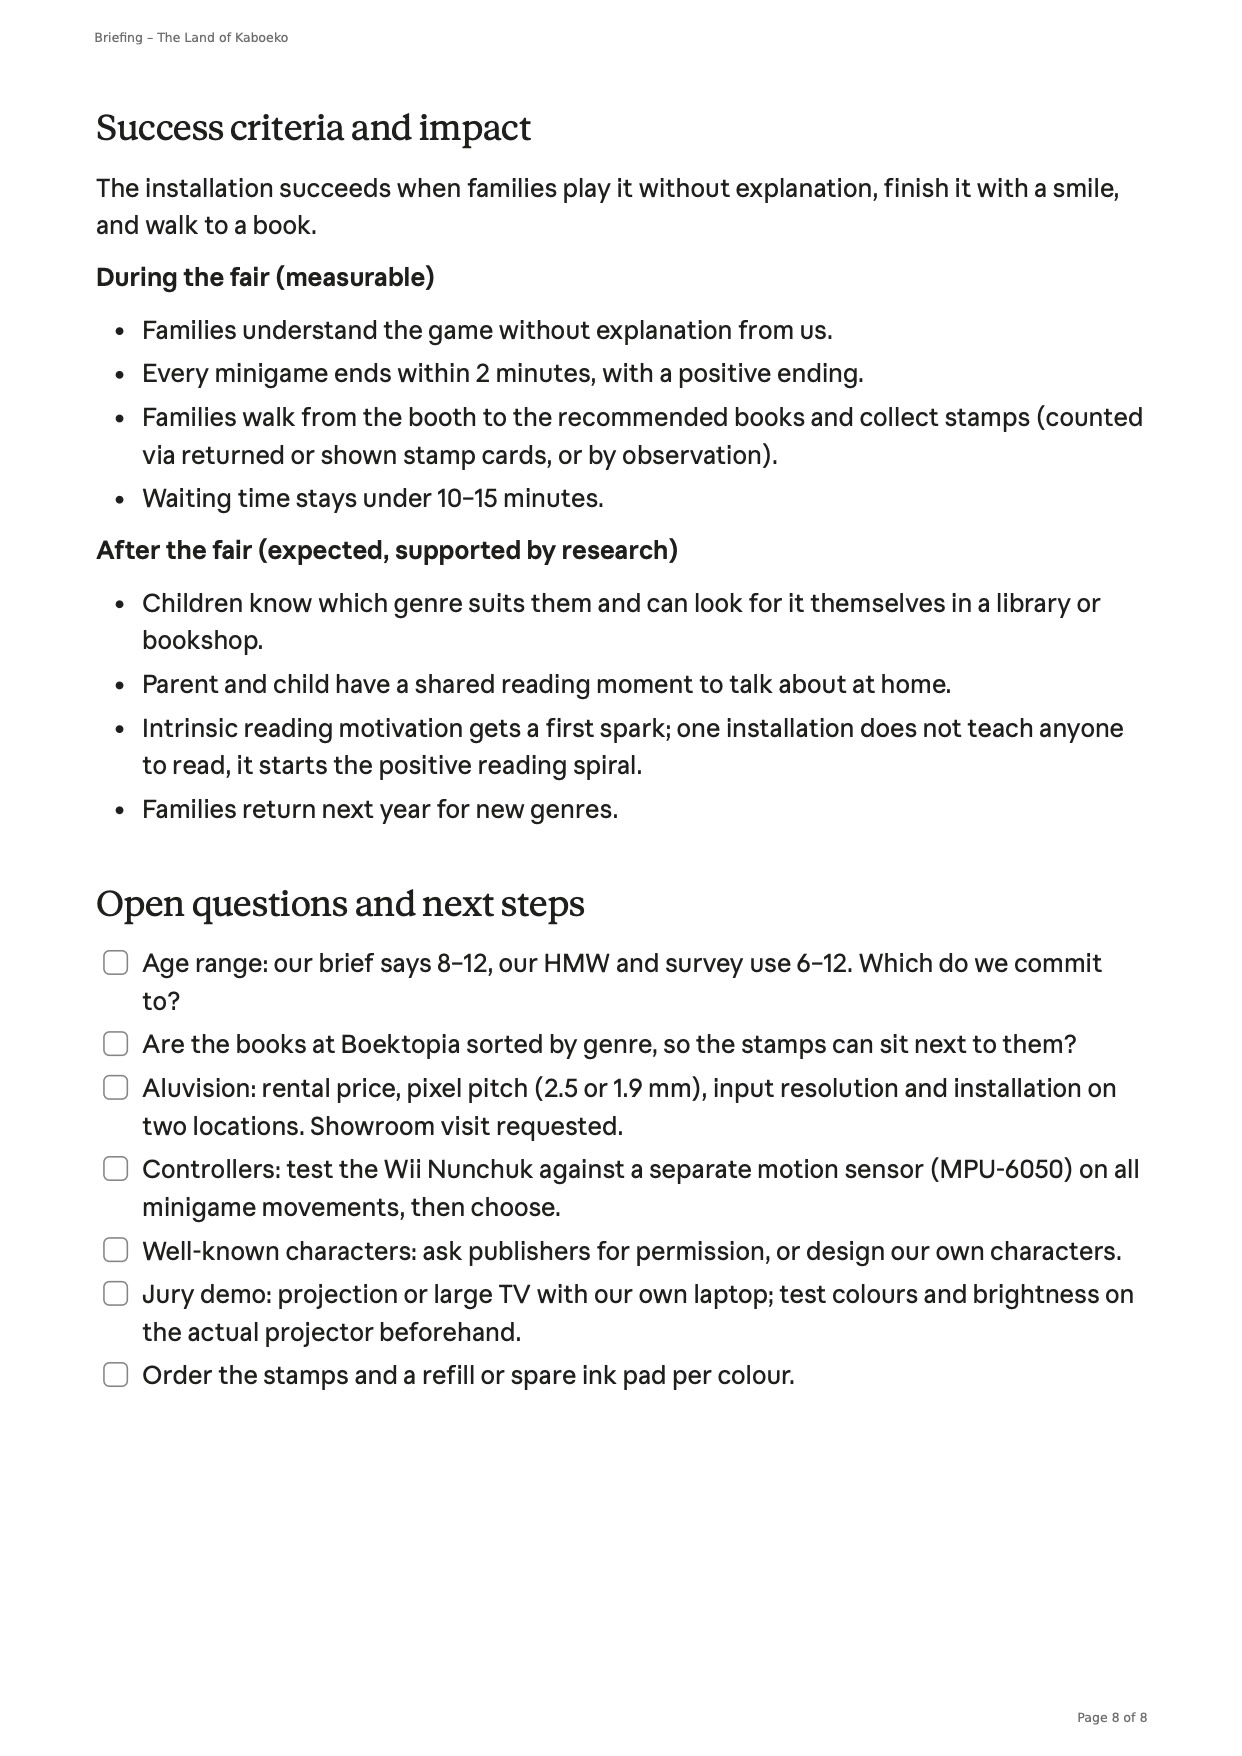 Briefing – The Land of Kaboeko
Success criteria and impact
The installation succeeds when families play it without explanation, finish it with a smile,
and walk to a book.
During the fair (measurable)
• Families understand the game without explanation from us.
• Every minigame ends within 2 minutes, with a positive ending.
• Families walk from the booth to the recommended books and collect stamps (counted
via returned or shown stamp cards, or by observation).
• Waiting time stays under 10–15 minutes.
After the fair (expected, supported by research)
• Children know which genre suits them and can look for it themselves in a library or
bookshop.
• Parent and child have a shared reading moment to talk about at home.
• Intrinsic reading motivation gets a first spark; one installation does not teach anyone
to read, it starts the positive reading spiral.
• Families return next year for new genres.
Open questions and next steps
Age range: our brief says 8–12, our HMW and survey use 6–12. Which do we commit
to?
Are the books at Boektopia sorted by genre, so the stamps can sit next to them?
Aluvision: rental price, pixel pitch (2.5 or 1.9 mm), input resolution and installation on
two locations. Showroom visit requested.
Controllers: test the Wii Nunchuk against a separate motion sensor (MPU-6050) on all
minigame movements, then choose.
Well-known characters: ask publishers for permission, or design our own characters.
Jury demo: projection or large TV with our own laptop; test colours and brightness on
the actual projector beforehand.
Order the stamps and a refill or spare ink pad per colour.
Page 8 of 8